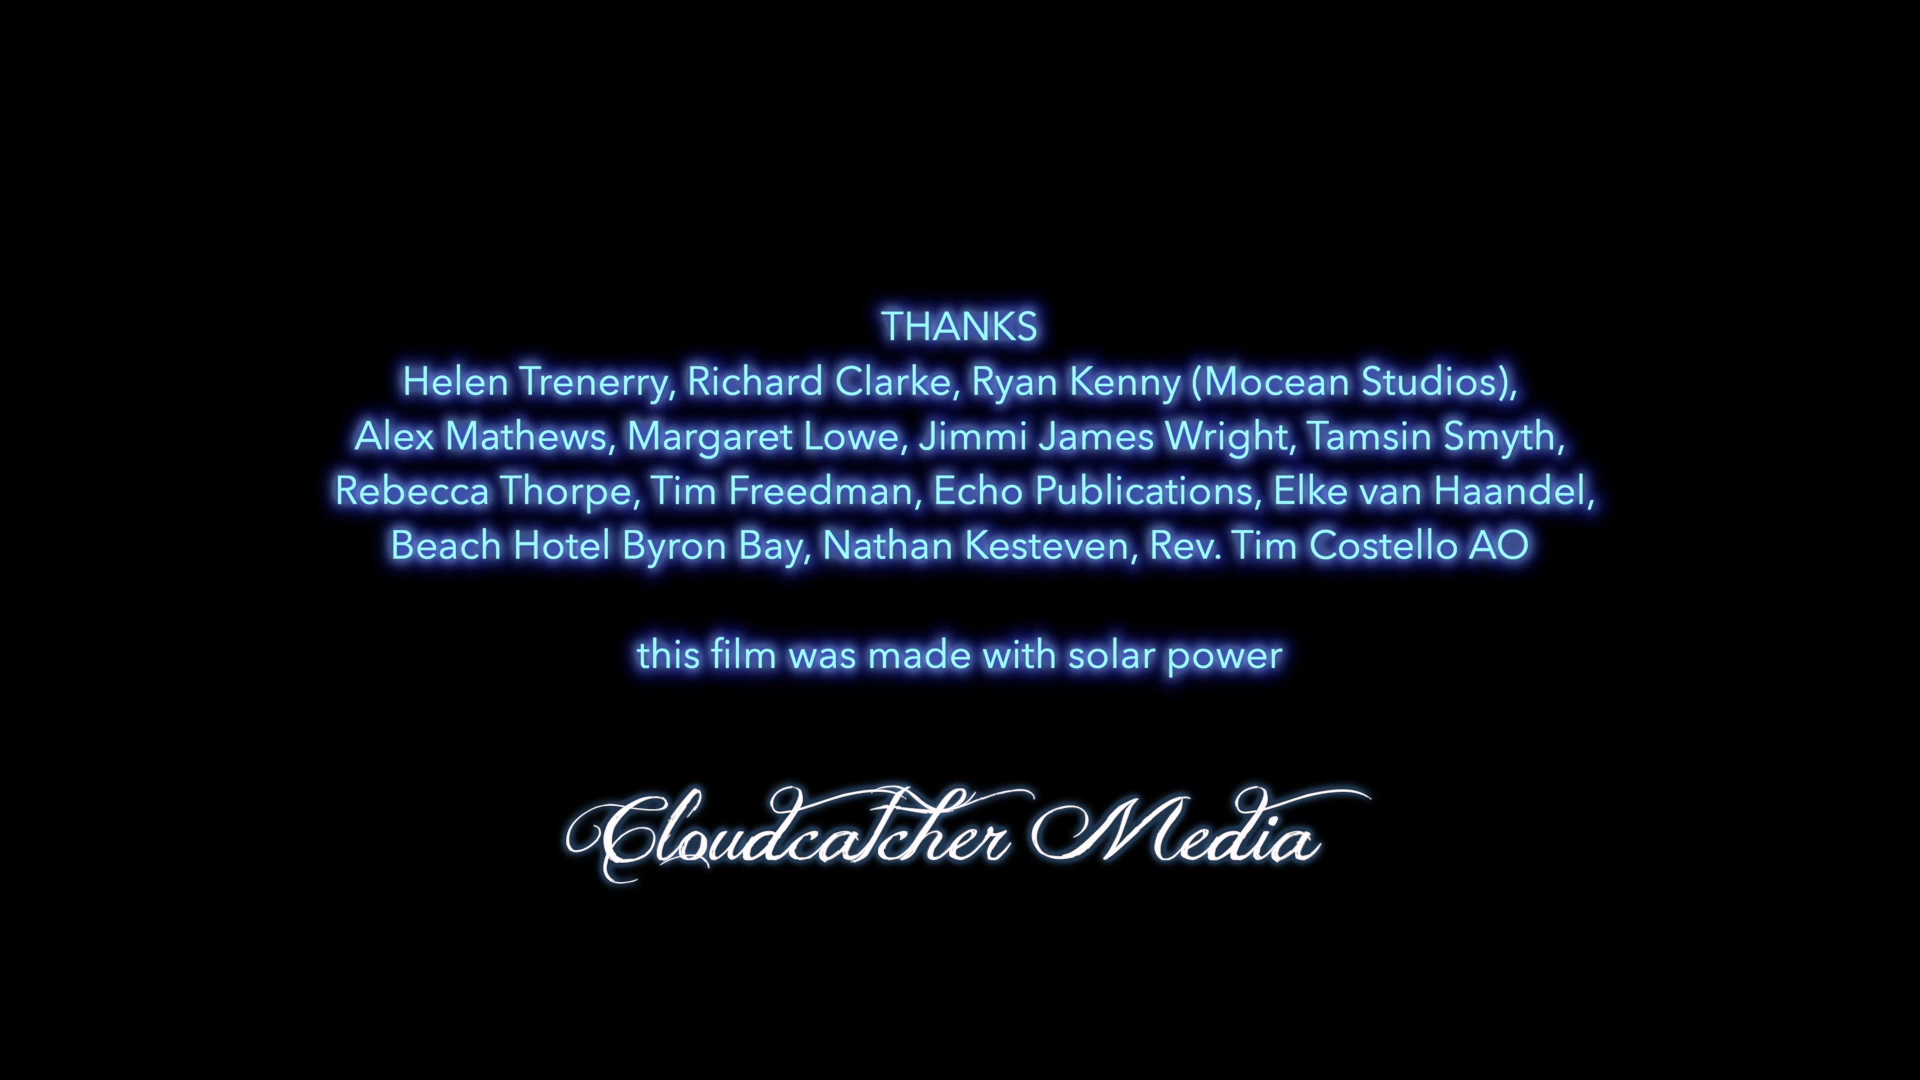 THANKS
Helen Trenerry, Richard Clarke, Ryan Kenny (Mocean Studios),
Alex Mathews, Margaret Lowe, Jimmi James Wright, Tamsin Smyth,
Rebecca Thorpe, Tim Freedman, Echo Publications, Elke van Haandel,
Beach Hotel Byron Bay, Nathan Kesteven, Rev. Tim Costello AO
this film was made with solar power
Cloudcatcher Media